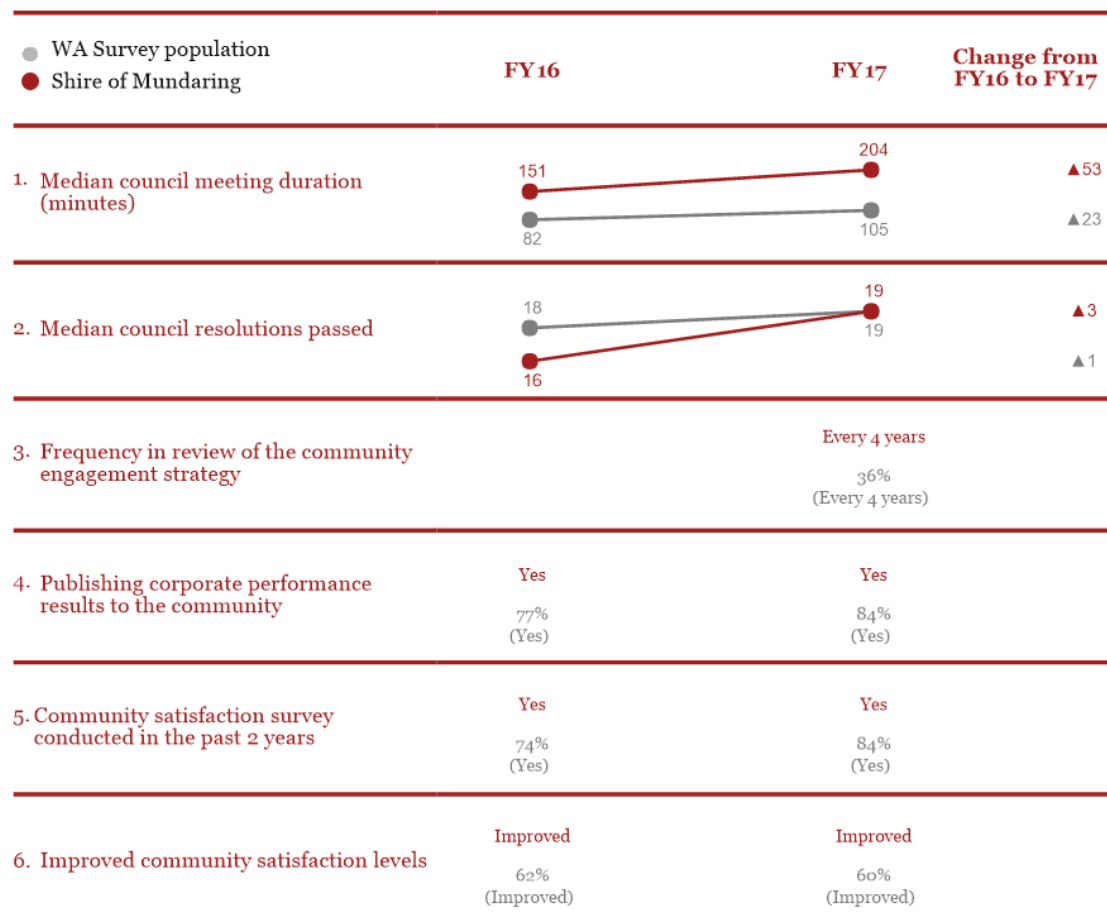 WA Survey population
Shire of Mundaring
FY16
FY17
Change from
FY16 to FY17
1. Median council meeting duration
(minutes)
151
204
▲53
82
105
▲23
2. Median council resolutions passed
18
19
▲3
16
19
▲1
3. Frequency in review of the community
engagement strategy
Every 4 years
36%
(Every 4 years)
4. Publishing corporate performance
results to the community
Yes
Yes
77%
(Yes)
84%
(Yes)
5. Community satisfaction survey
conducted in the past 2 years
Yes
Yes
74%
(Yes)
84%
(Yes)
6. Improved community satisfaction levels
Improved
Improved
62%
(Improved)
60%
(Improved)